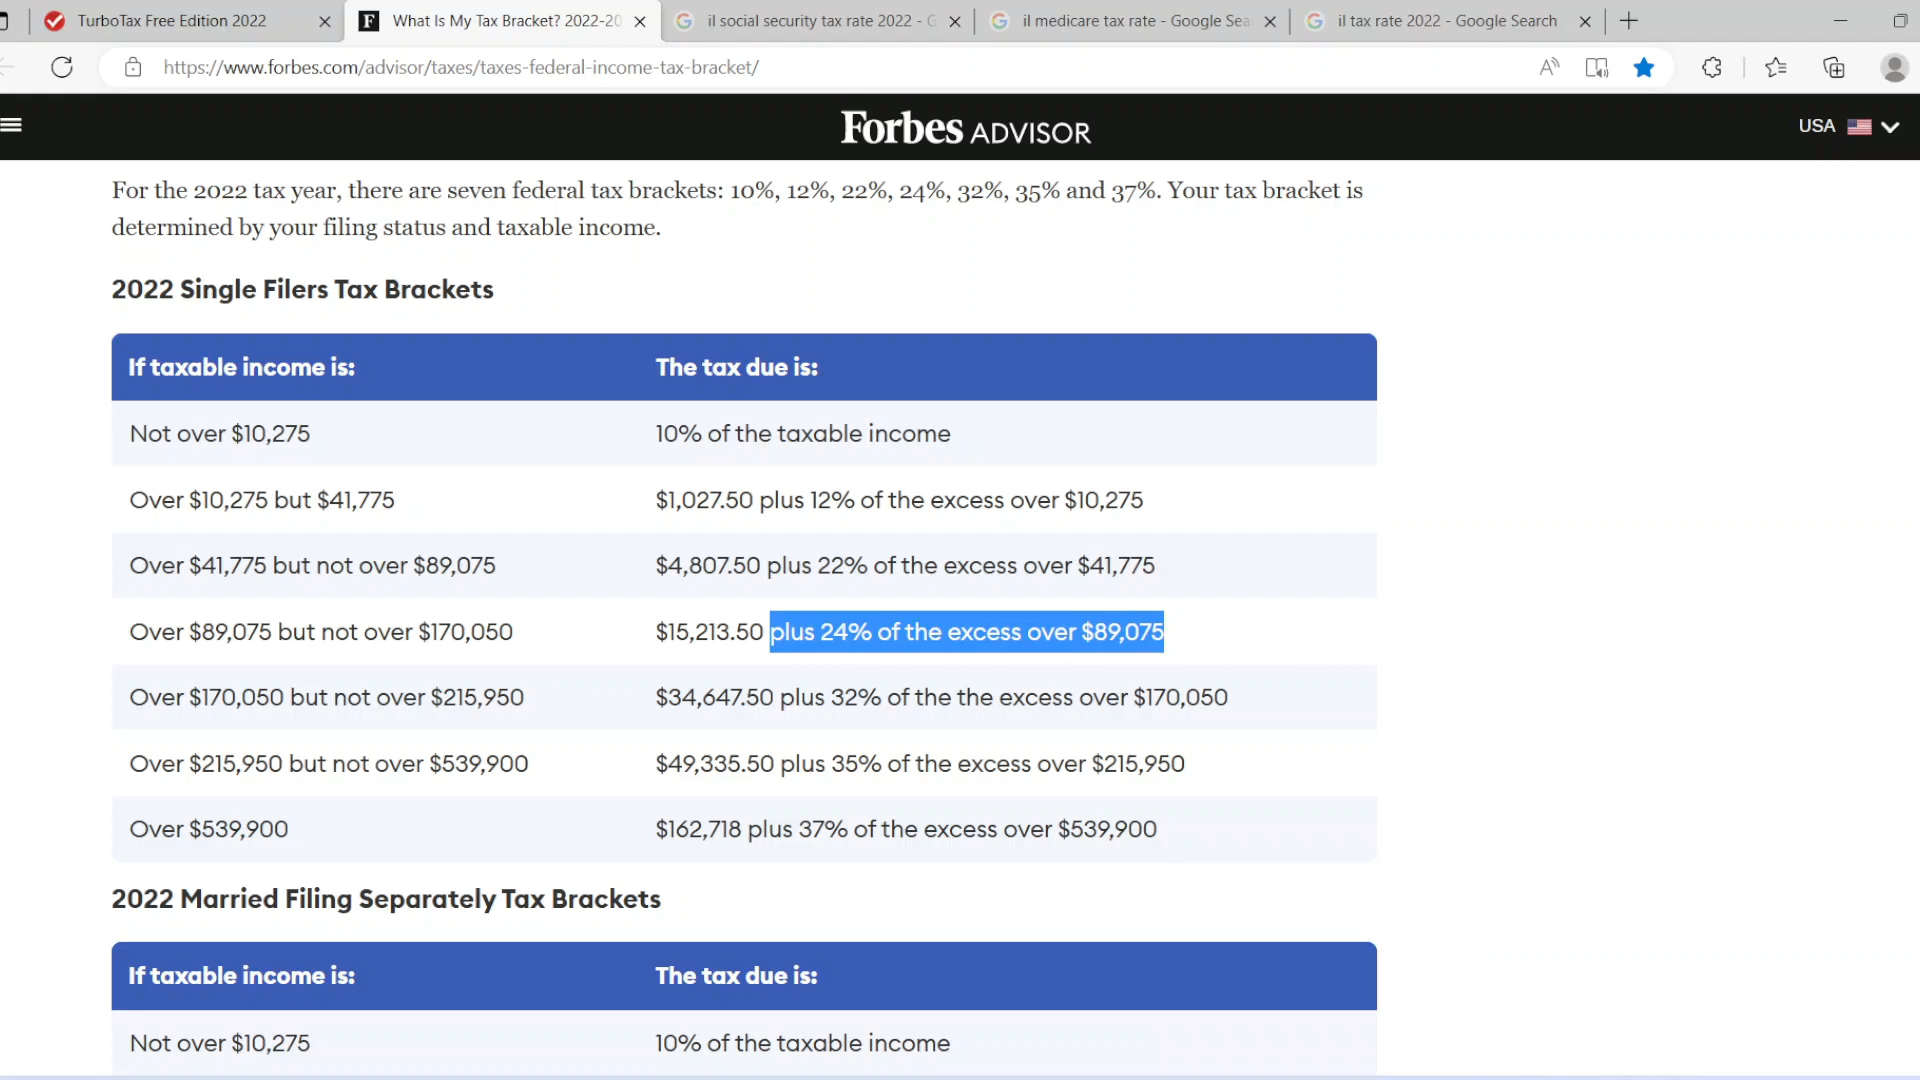 TurboTax Free Edition 2022
What Is My Tax Bracket? 2022-20
il social security tax rate 2022 - G
il medicare tax rate - Google Sea
il tax rate 2022 - Google Search
https://www.forbes.com/advisor/taxes/taxes-federal-income-tax-bracket/
Forbes ADVISOR
USA
For the 2022 tax year, there are seven federal tax brackets: 10%, 12%, 22%, 24%, 32%, 35% and 37%. Your tax bracket is
determined by your filing status and taxable income.
2022 Single Filers Tax Brackets
If taxable income is: The tax due is:
Not over $10,275 10% of the taxable income
Over $10,275 but $41,775 $1,027.50 plus 12% of the excess over $10,275
Over $41,775 but not over $89,075 $4,807.50 plus 22% of the excess over $41,775
Over $89,075 but not over $170,050 $15,213.50 plus 24% of the excess over $89,075
Over $170,050 but not over $215,950 $34,647.50 plus 32% of the the excess over $170,050
Over $215,950 but not over $539,900 $49,335.50 plus 35% of the excess over $215,950
Over $539,900 $162,718 plus 37% of the excess over $539,900
2022 Married Filing Separately Tax Brackets
If taxable income is: The tax due is:
Not over $10,275 10% of the taxable income